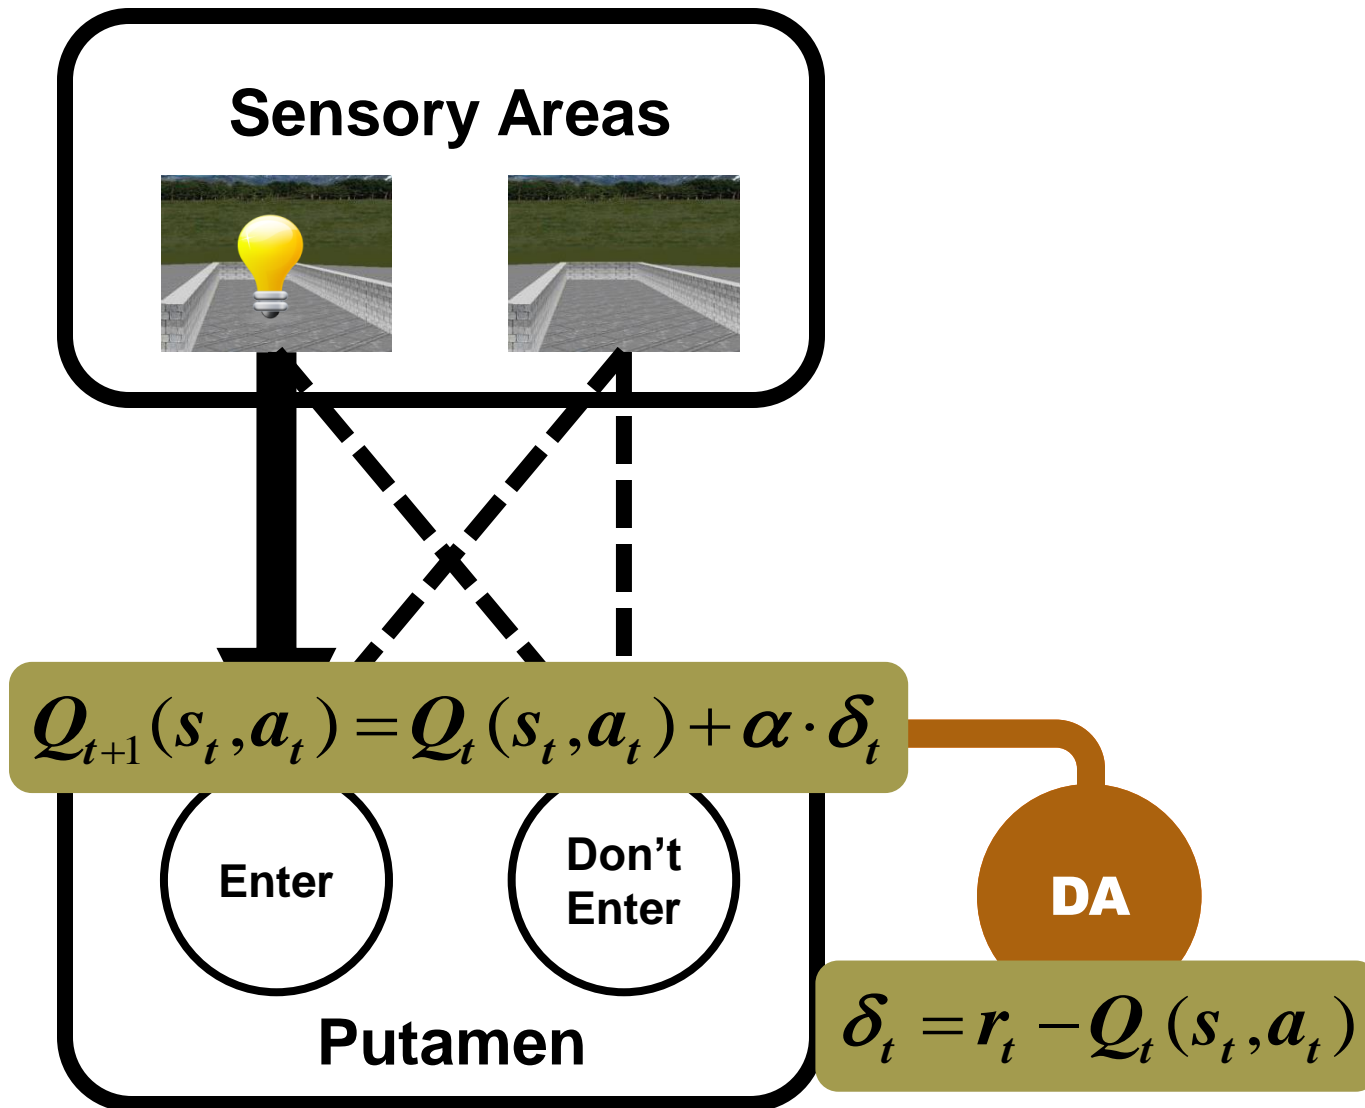 Sensory Areas
Q_{t+1}(s_t,a_t)=Q_t(s_t,a_t)+α·δ_t
Enter
Don’t
Enter
DA
δ_t=r_t−Q_t(s_t,a_t)
Putamen